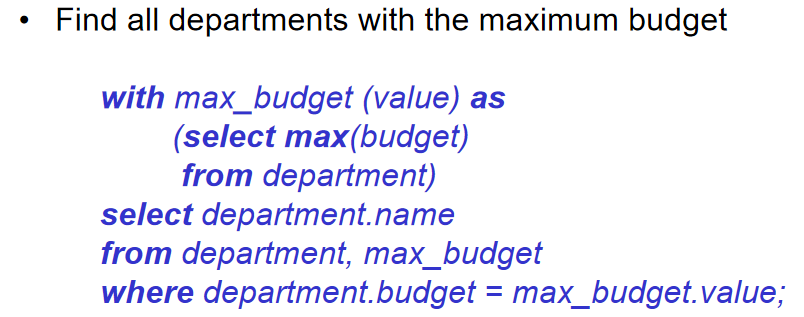 • Find all departments with the maximum budget
with max_budget (value) as
(select max(budget)
from department)
select department.name
from department, max_budget
where department.budget = max_budget.value;